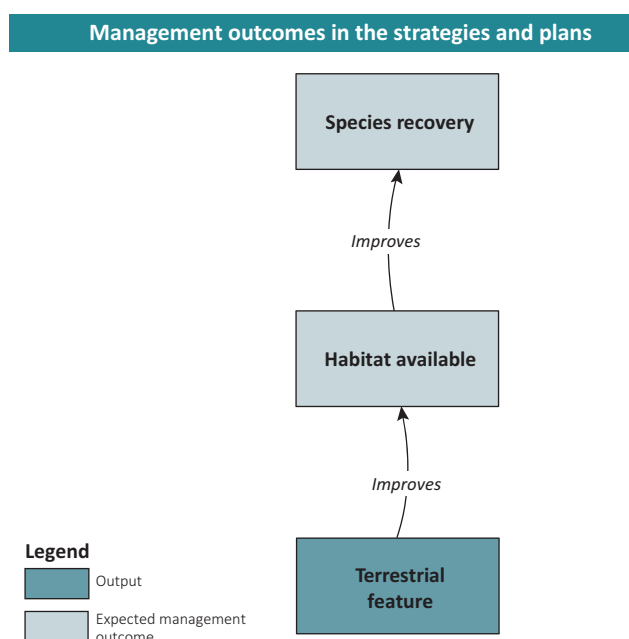 Management outcomes in the strategies and plans
Species recovery
Improves
Habitat available
Improves
Terrestrial
feature
Legend
Output
Expected management
outcome